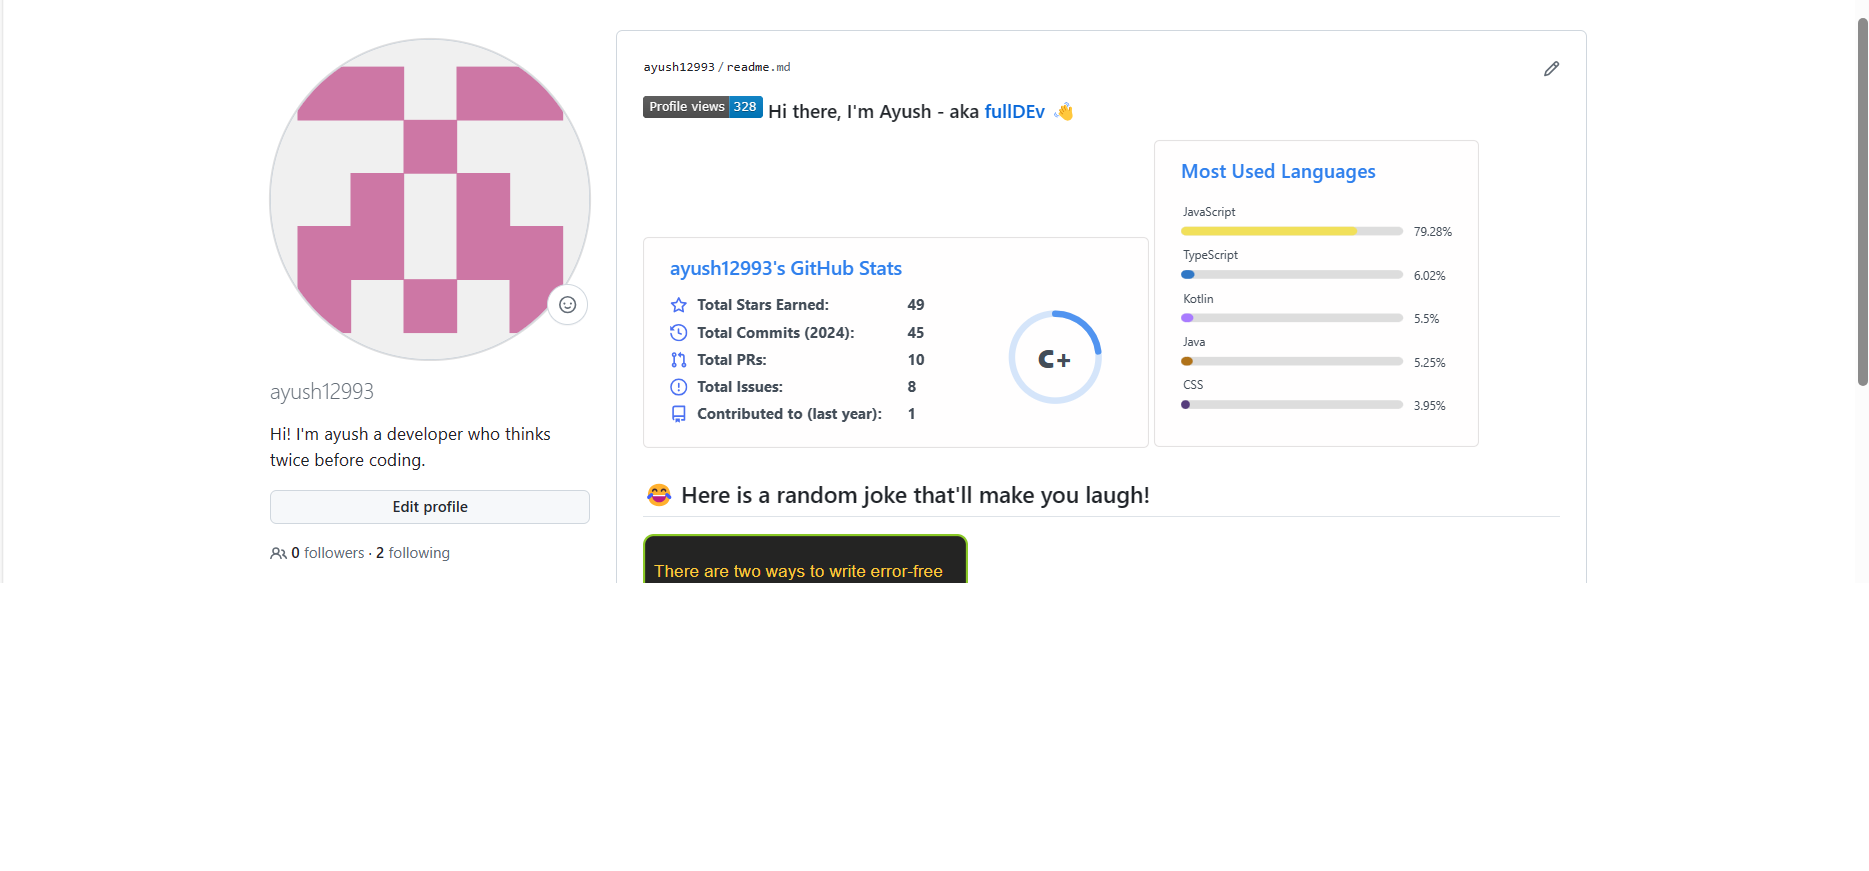 ayush12993
Hi! I'm ayush a developer who thinks
twice before coding.
Edit profile
0 followers · 2 following
ayush12993/readme.md
Profile views 328 Hi there, I'm Ayush - aka fullDEv 👋
ayush12993's GitHub Stats
Total Stars Earned: 49
Total Commits (2024): 45
Total PRs: 10
Total Issues: 8
Contributed to (last year): 1
C+
Most Used Languages
JavaScript
79.28%
TypeScript
6.02%
Kotlin
5.5%
Java
5.25%
CSS
3.95%
😂 Here is a random joke that'll make you laugh!
There are two ways to write error-free